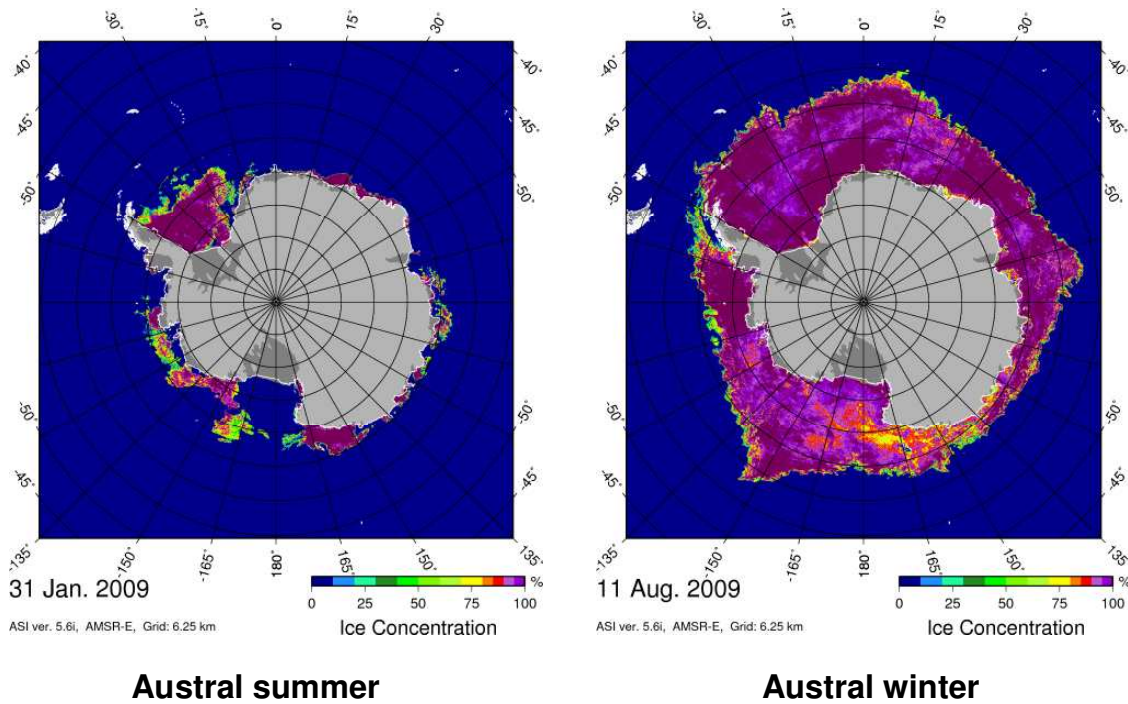 -30° -15° 0° 15° 30°
-40° -40°
-45° -45°
-50° -50°
-50° -50°
-45° -45°
-135° -150° -165° 180° 165° 150° 135°
31 Jan. 2009
%
0 25 50 75 100
ASI ver. 5.6i, AMSR-E, Grid: 6.25 km
Ice Concentration
Austral summer
-30° -15° 0° 15° 30°
-40° -40°
-45° -45°
-50° -50°
-50° -50°
-45° -45°
-135° -150° -165° 180° 165° 150° 135°
11 Aug. 2009
%
0 25 50 75 100
ASI ver. 5.6i, AMSR-E, Grid: 6.25 km
Ice Concentration
Austral winter